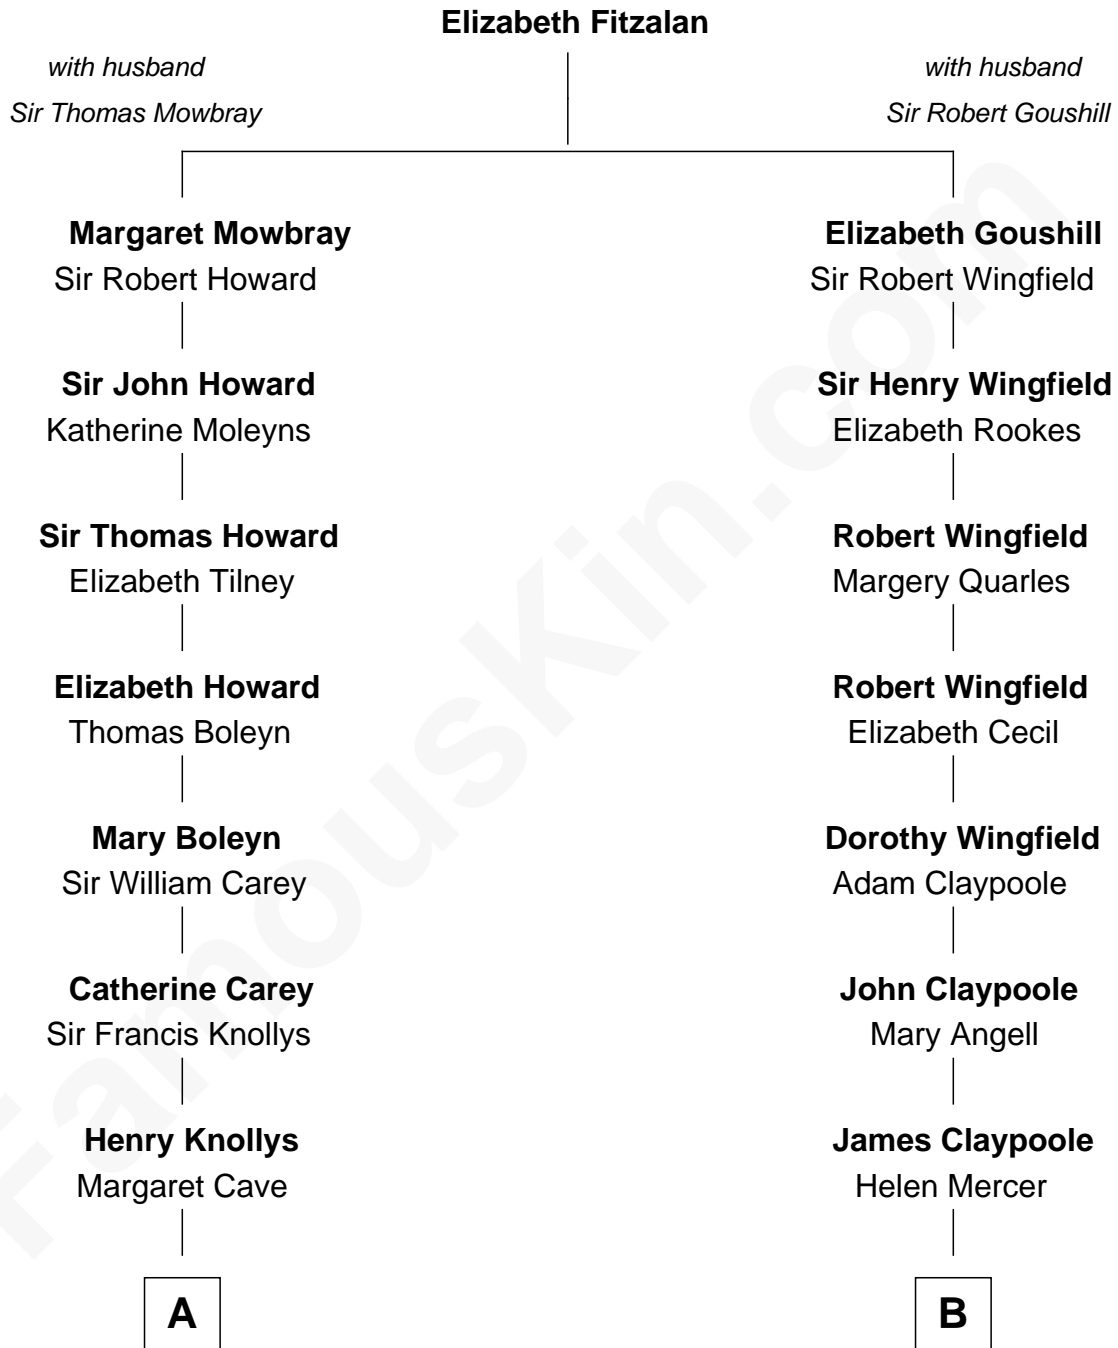 Elizabeth Fitzalan
with husband
Sir Thomas Mowbray
with husband
Sir Robert Goushill
Margaret Mowbray
Sir Robert Howard
Elizabeth Goushill
Sir Robert Wingfield
Sir John Howard
Katherine Moleyns
Sir Henry Wingfield
Elizabeth Rookes
Sir Thomas Howard
Elizabeth Tilney
Robert Wingfield
Margery Quarles
Elizabeth Howard
Thomas Boleyn
Robert Wingfield
Elizabeth Cecil
Mary Boleyn
Sir William Carey
Dorothy Wingfield
Adam Claypoole
Catherine Carey
Sir Francis Knollys
John Claypoole
Mary Angell
Henry Knollys
Margaret Cave
James Claypoole
Helen Mercer
A
B
FamousKin.com